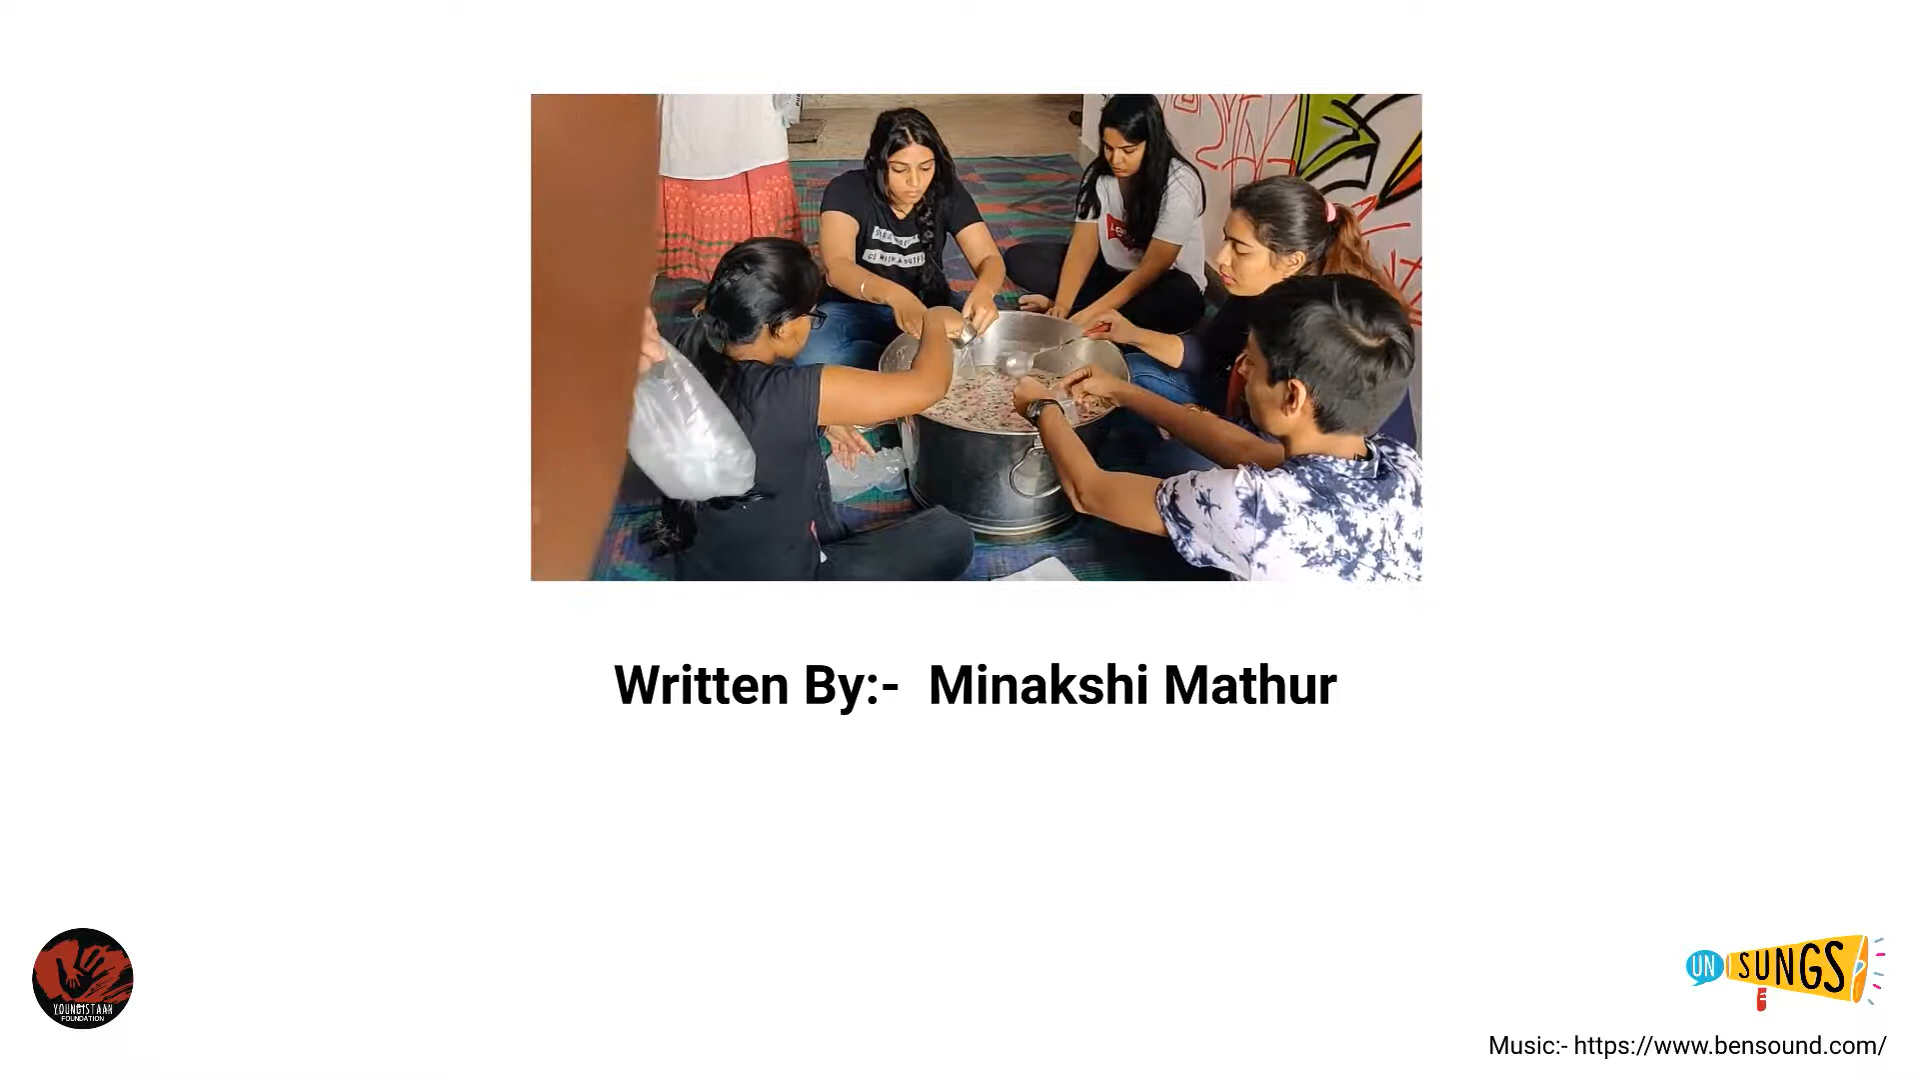 Written By:-  Minakshi Mathur
YOUNGISTAAN
FOUNDATION
UN SUNGS
Music:- https://www.bensound.com/